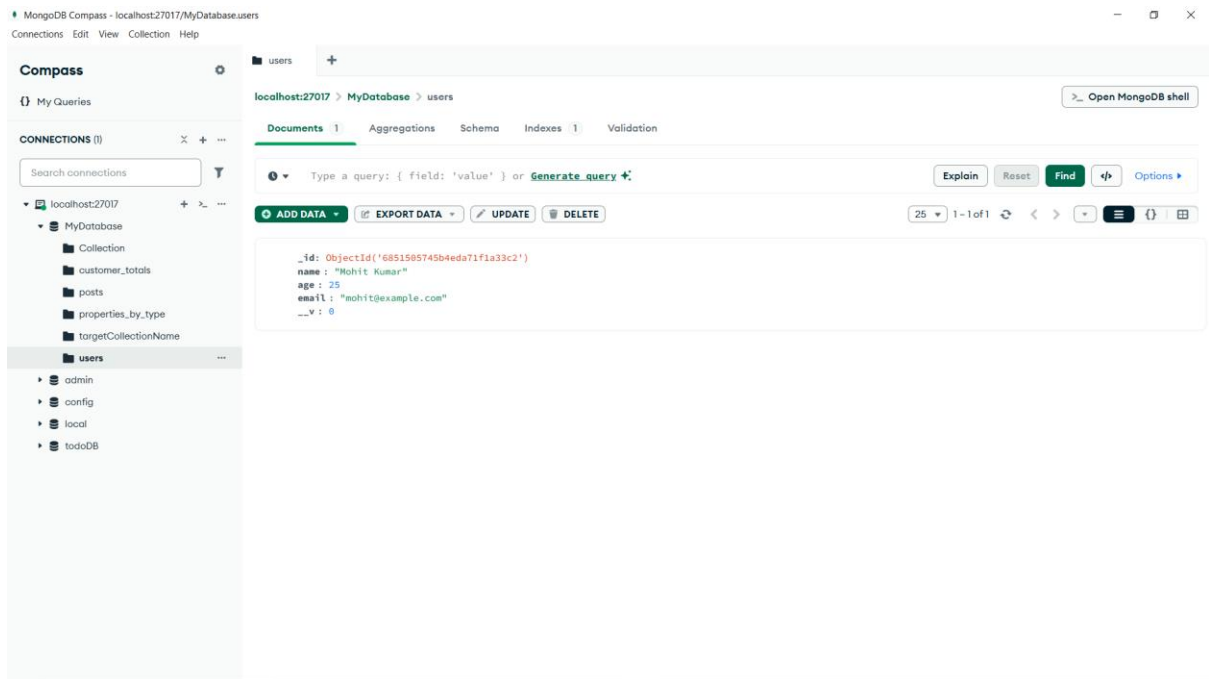 MongoDB Compass - localhost:27017/MyDatabase.users
Connections Edit View Collection Help
Compass
{} My Queries
CONNECTIONS (1)
Search connections
localhost:27017
MyDatabase
Collection
customer_totals
posts
properties_by_type
targetCollectionName
users
admin
config
local
todoDB
users
localhost:27017 > MyDatabase > users
>_ Open MongoDB shell
Documents 1 Aggregations Schema Indexes 1 Validation
Type a query: { field: 'value' } or Generate query
Explain Reset Find </> Options
ADD DATA EXPORT DATA UPDATE DELETE
25 1 - 1 of 1 {}
_id: ObjectId('6851505745b4eda71f1a33c2')
name : "Mohit Kumar"
age : 25
email : "mohit@example.com"
__v : 0